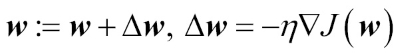 w := w + Δw, Δw = −η∇J(w)